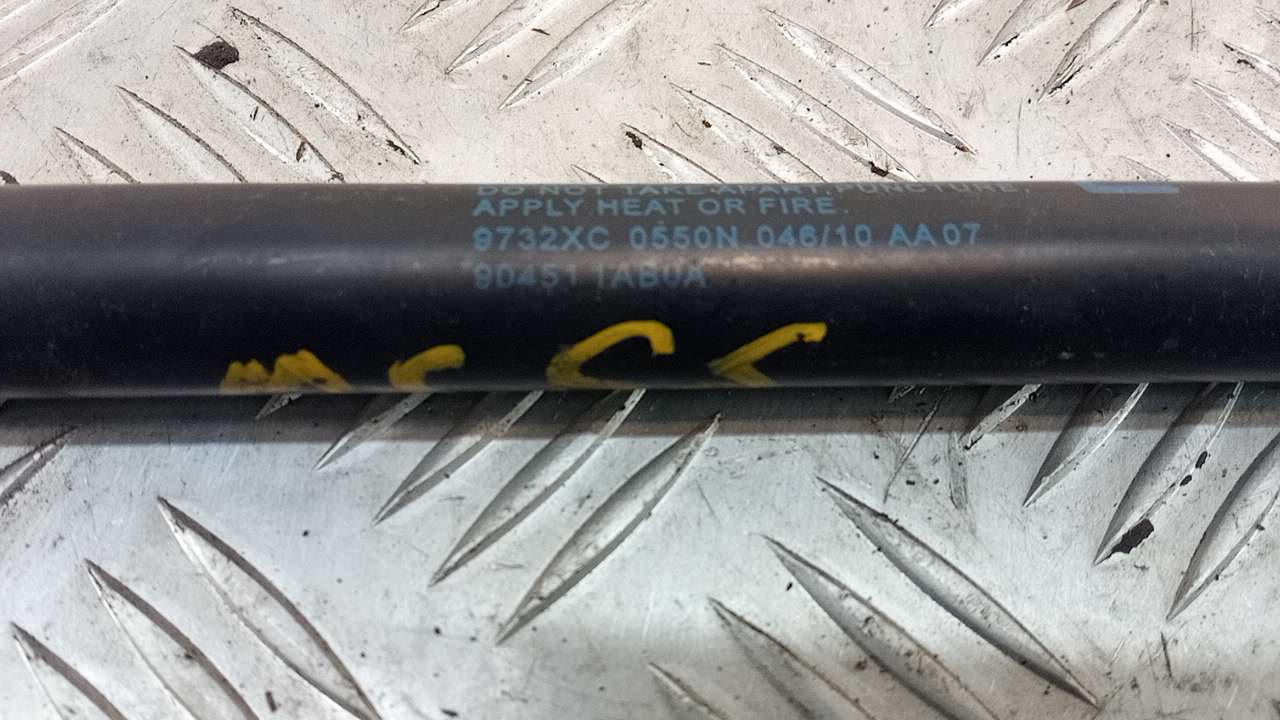 DO NOT TAKE APART, PUNCTURE,
APPLY HEAT OR FIRE.
9732XC 0550N 046/10 AA07
90451 1AB0A